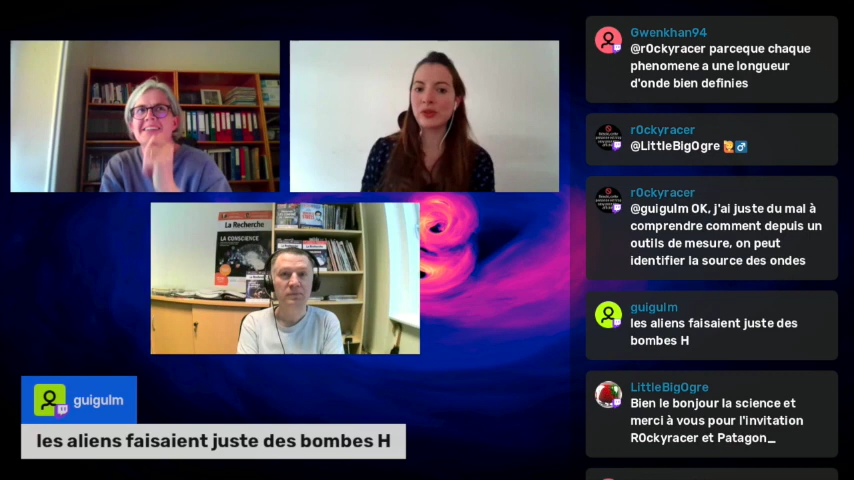 La Recherche
LA CONSCIENCE
guigulm
les aliens faisaient juste des bombes H
Gwenkhan94
@r0ckyracer parceque chaque
phenomene a une longueur
d'onde bien definies
r0ckyracer
@LittleBigOgre 🤷‍♂️
r0ckyracer
@guigulm OK, j'ai juste du mal à
comprendre comment depuis un
outils de mesure, on peut
identifier la source des ondes
guigulm
les aliens faisaient juste des
bombes H
LittleBigOgre
Bien le bonjour la science et
merci à vous pour l'invitation
R0ckyracer et Patagon_